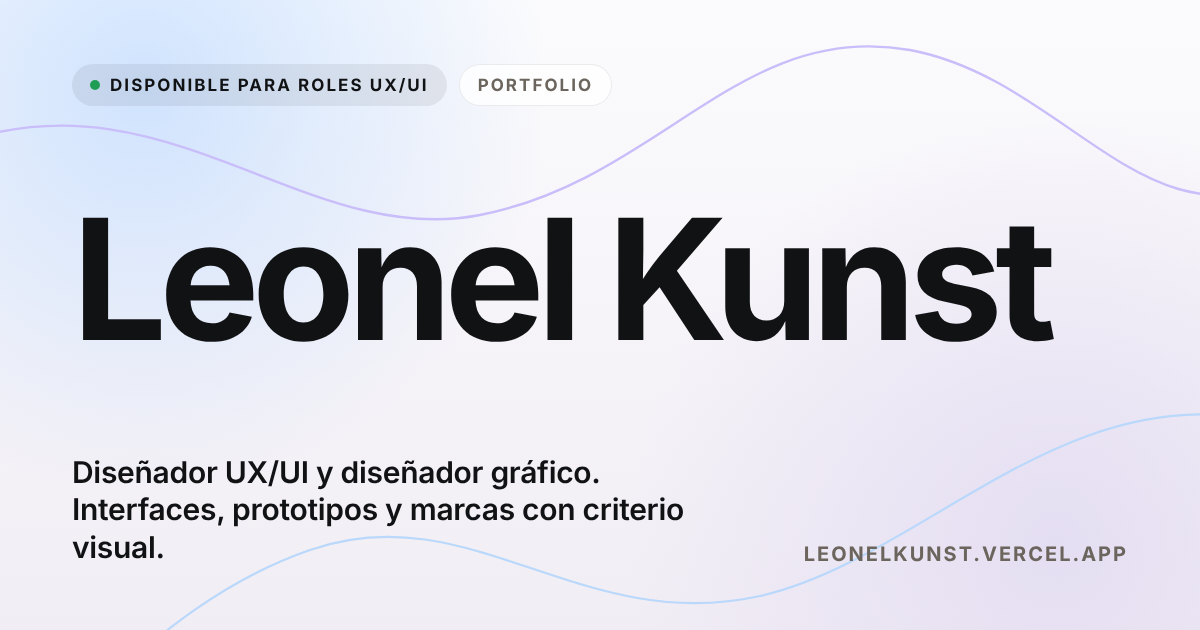 DISPONIBLE PARA ROLES UX/UI
PORTFOLIO
Leonel Kunst
Diseñador UX/UI y diseñador gráfico.
Interfaces, prototipos y marcas con criterio
visual.
LEONELKUNST.VERCEL.APP